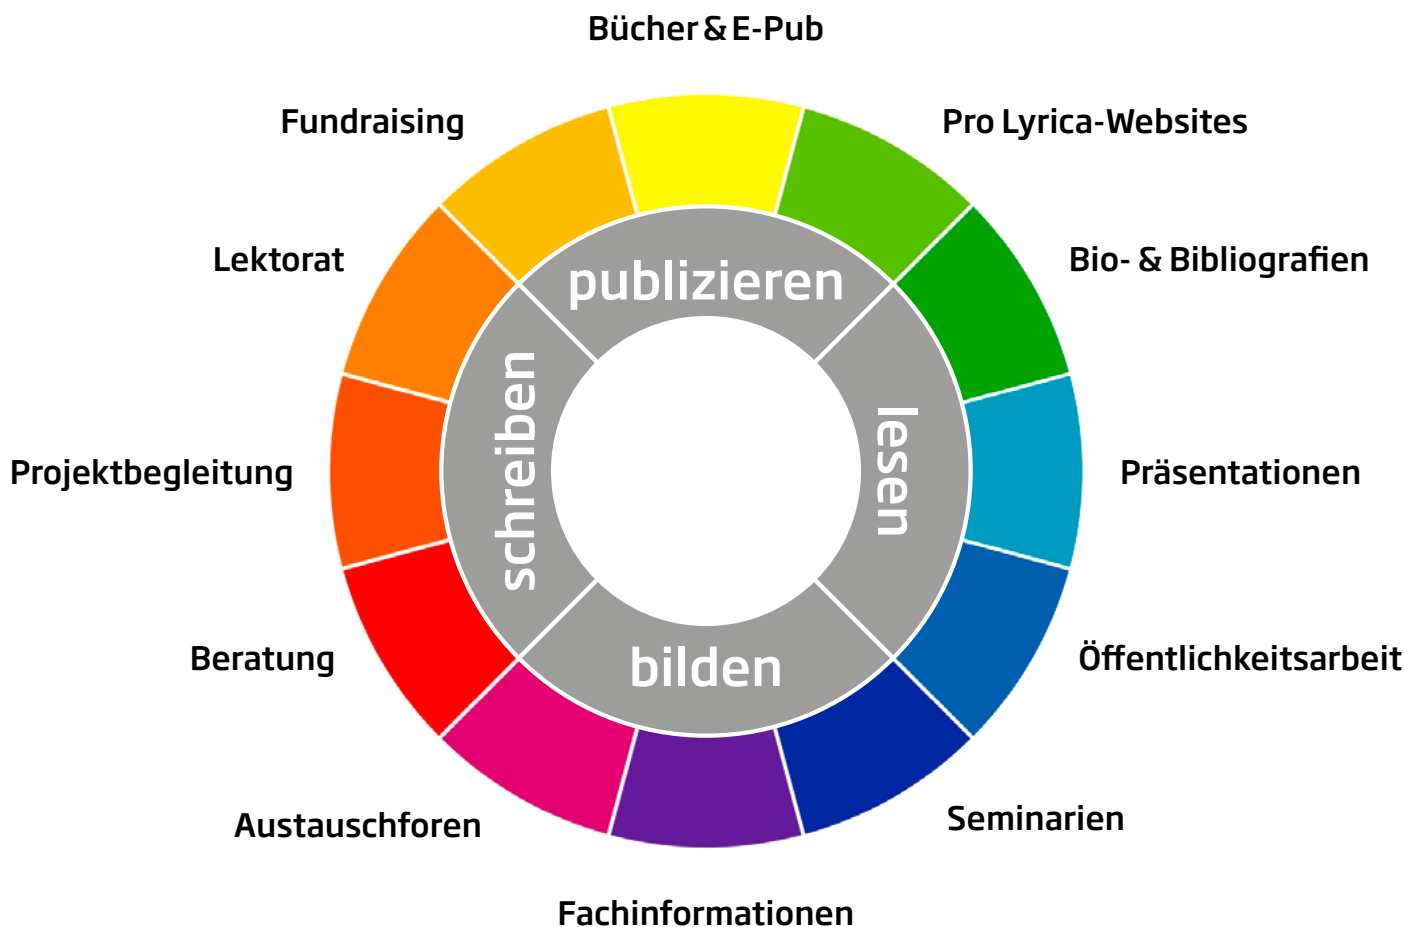 Bücher & E-Pub
Fundraising
Pro Lyrica-Websites
Lektorat
Bio- & Bibliografien
publizieren
schreiben
lesen
Projektbegleitung
Präsentationen
bilden
Beratung
Öffentlichkeitsarbeit
Austauschforen
Seminarien
Fachinformationen